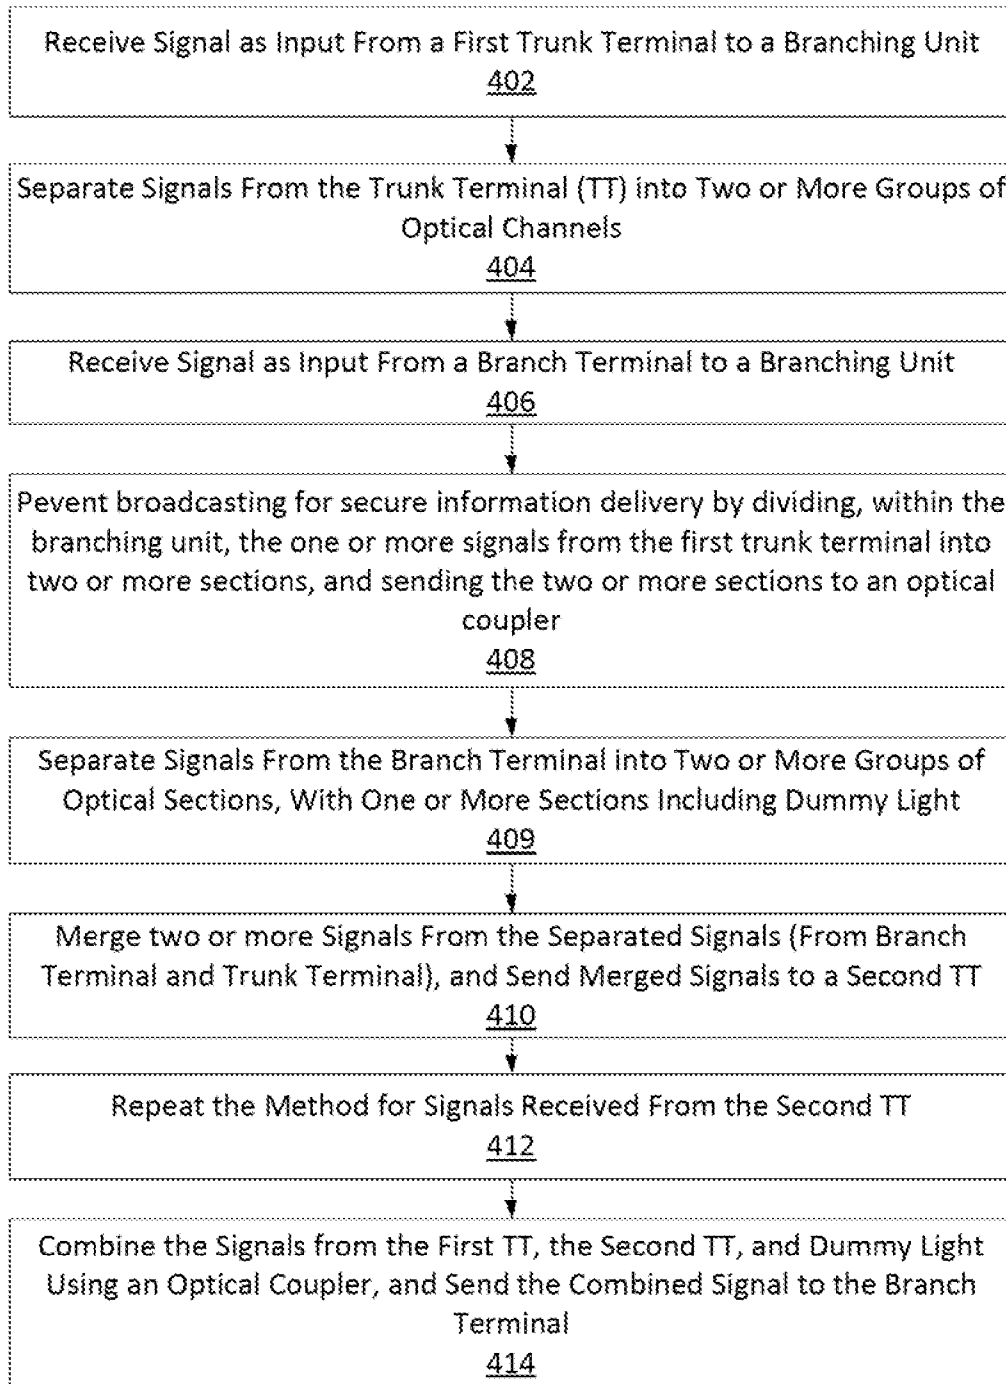 Receive Signal as Input From a First Trunk Terminal to a Branching Unit
402
Separate Signals From the Trunk Terminal (TT) into Two or More Groups of
Optical Channels
404
Receive Signal as Input From a Branch Terminal to a Branching Unit
406
Pevent broadcasting for secure information delivery by dividing, within the
branching unit, the one or more signals from the first trunk terminal into
two or more sections, and sending the two or more sections to an optical
coupler
408
Separate Signals From the Branch Terminal into Two or More Groups of
Optical Sections, With One or More Sections Including Dummy Light
409
Merge two or more Signals From the Separated Signals (From Branch
Terminal and Trunk Terminal), and Send Merged Signals to a Second TT
410
Repeat the Method for Signals Received From the Second TT
412
Combine the Signals from the First TT, the Second TT, and Dummy Light
Using an Optical Coupler, and Send the Combined Signal to the Branch
Terminal
414